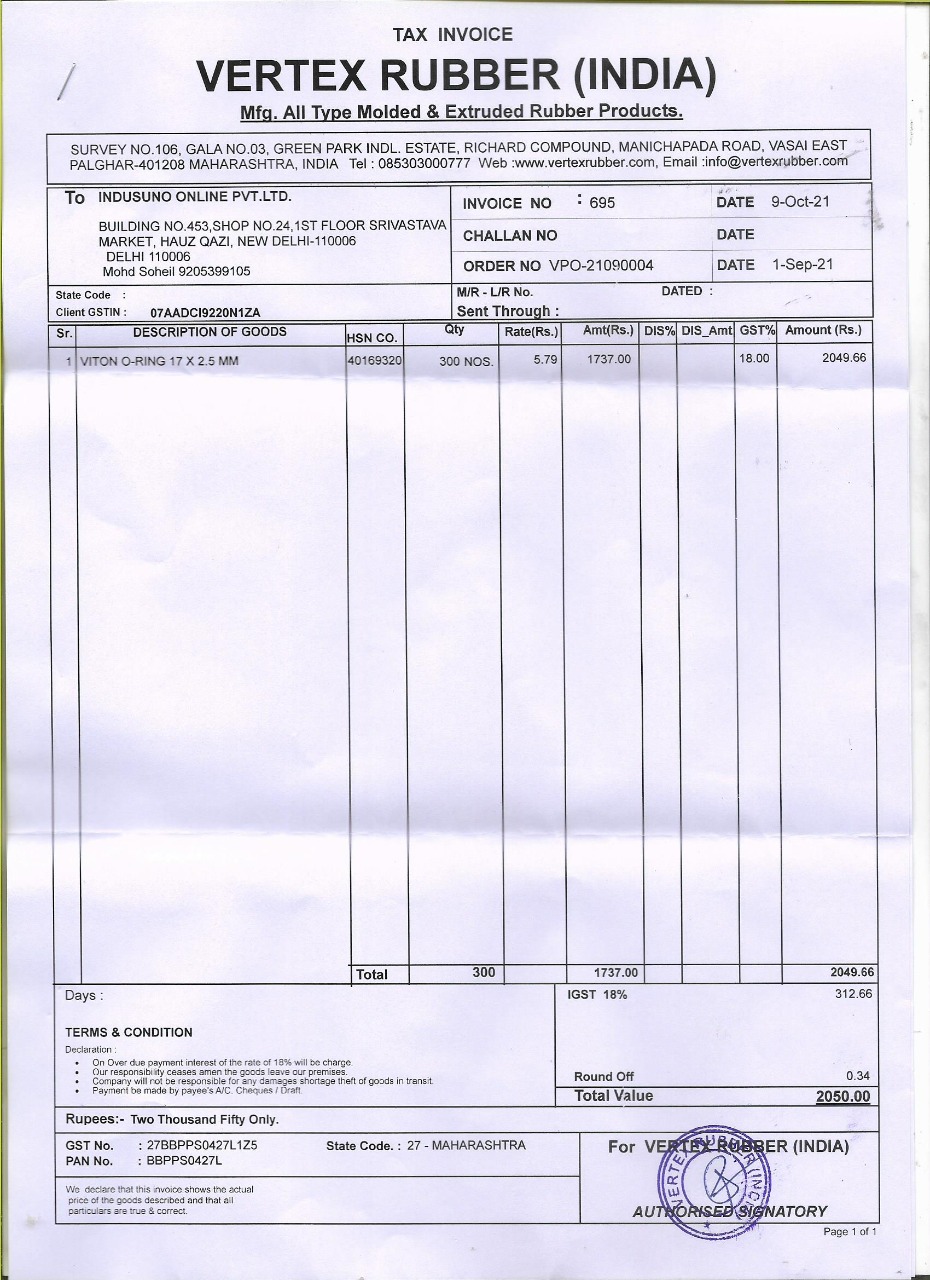 TAX INVOICE
VERTEX RUBBER (INDIA)
Mfg. All Type Molded & Extruded Rubber Products.
SURVEY NO.106, GALA NO.03, GREEN PARK INDL. ESTATE, RICHARD COMPOUND, MANICHAPADA ROAD, VASAI EAST
PALGHAR-401208 MAHARASHTRA, INDIA Tel : 085303000777 Web :www.vertexrubber.com, Email :info@vertexrubber.com
To INDUSUNO ONLINE PVT.LTD.
BUILDING NO.453,SHOP NO.24,1ST FLOOR SRIVASTAVA
MARKET, HAUZ QAZI, NEW DELHI-110006
DELHI 110006
Mohd Soheil 9205399105
INVOICE NO : 695 DATE 9-Oct-21
CHALLAN NO DATE
ORDER NO VPO-21090004 DATE 1-Sep-21
State Code :
Client GSTIN : 07AADCI9220N1ZA
M/R - L/R No. DATED :
Sent Through :
Sr. DESCRIPTION OF GOODS HSN CO. Qty Rate(Rs.) Amt(Rs.) DIS% DIS_Amt GST% Amount (Rs.)
1 VITON O-RING 17 X 2.5 MM 40169320 300 NOS. 5.79 1737.00 18.00 2049.66
Total 300 1737.00 2049.66
Days :
IGST 18% 312.66
TERMS & CONDITION
Declaration :
• On Over due payment interest of the rate of 18% will be charge.
• Our responsibility ceases amen the goods leave our premises.
• Company will not be responsible for any damages shortage theft of goods in transit.
• Payment be made by payee's A/C. Cheques / Draft.
Round Off 0.34
Total Value 2050.00
Rupees:- Two Thousand Fifty Only.
GST No. : 27BBPPS0427L1Z5 State Code. : 27 - MAHARASHTRA
PAN No. : BBPPS0427L
For VERTEX RUBBER (INDIA)
We declare that this invoice shows the actual
price of the goods described and that all
particulars are true & correct.
VERTEX RUBBER (INDIA)
AUTHORISED SIGNATORY
Page 1 of 1